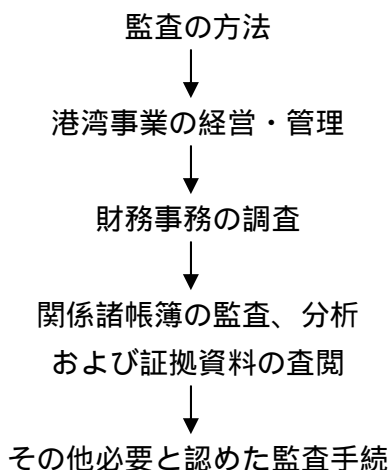 監査の方法
港湾事業の経営・管理
財務事務の調査
関係諸帳簿の監査、分析
および証拠資料の査閲
その他必要と認めた監査手続